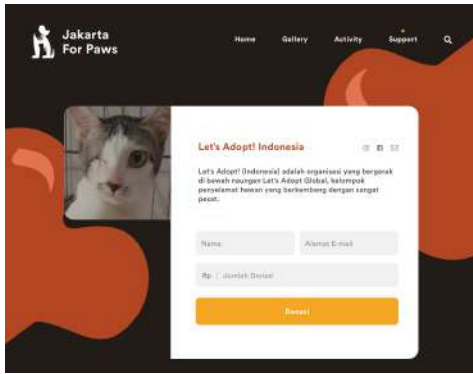 Jakarta
For Paws
Home Gallery Activity Support
Let's Adopt! Indonesia
Let's Adopt! (Indonesia) adalah organisasi yang bergerak
di bawah naungan Let's Adopt Global, kelompok
penyelamat hewan yang berkembang dengan sangat
pesat.
Nama Alamat E-mail
Rp | Jumlah Donasi
Donasi